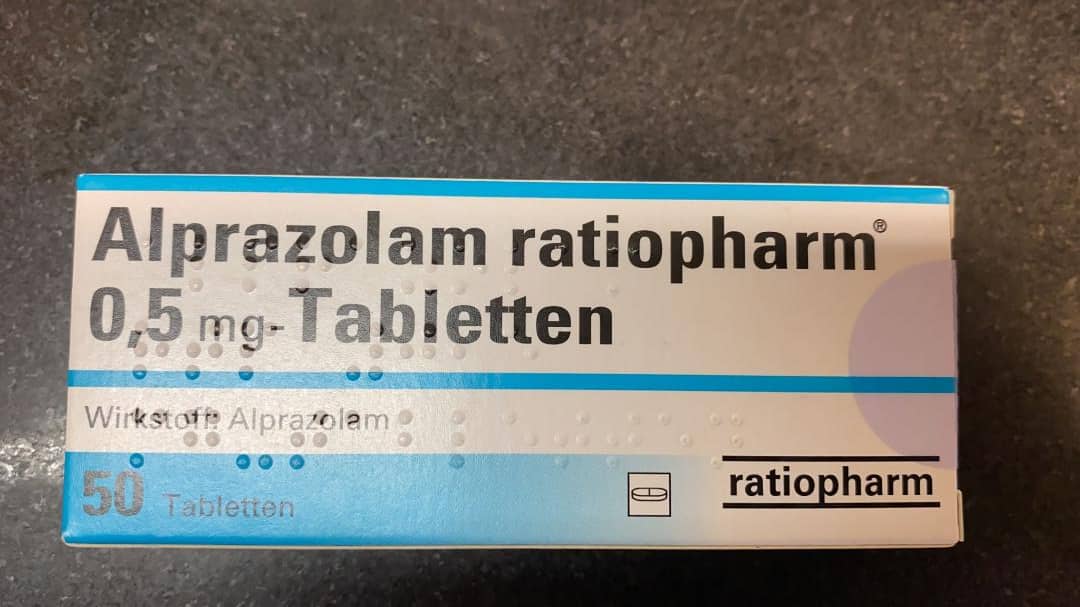 Alprazolam ratiopharm®
0,5 mg-Tabletten
Wirkstoff: Alprazolam
50 Tabletten
ratiopharm